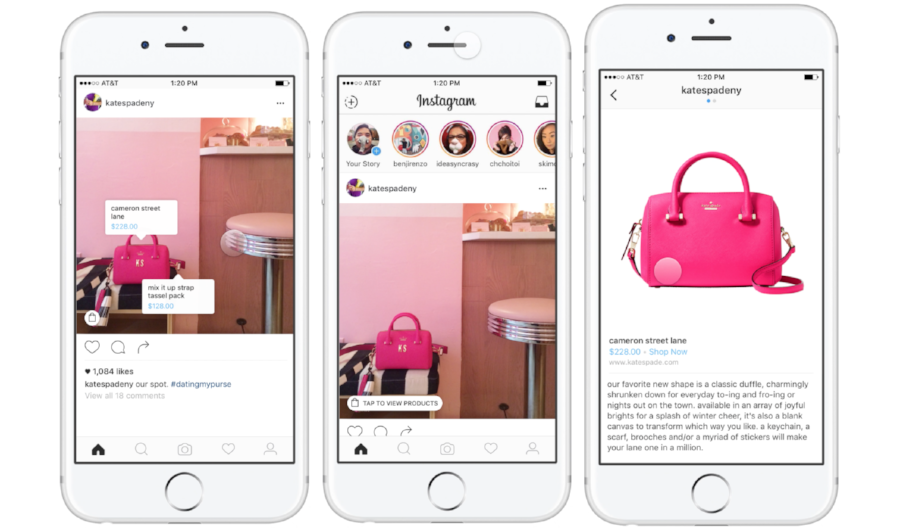 AT&T 1:20 PM
katespadeny
cameron street
lane
$228.00
KS
mix it up strap
tassel pack
$128.00
1,084 likes
katespadeny our spot. #datingmypurse
View all 18 comments
AT&T 1:20 PM
Instagram
Your Story benjirenzo ideasyncrasy chchoitoi skim
katespadeny
KS
TAP TO VIEW PRODUCTS
AT&T 1:20 PM
katespadeny
cameron street lane
$228.00 - Shop Now
www.katespade.com
our favorite new shape is a classic duffle, charmingly
shrunken down for everyday to-ing and fro-ing or
nights out on the town. available in an array of joyful
brights for a splash of winter cheer, it's also a blank
canvas to transform which way you like. a keychain, a
scarf, brooches and/or a myriad of stickers will make
your lane one in a million.